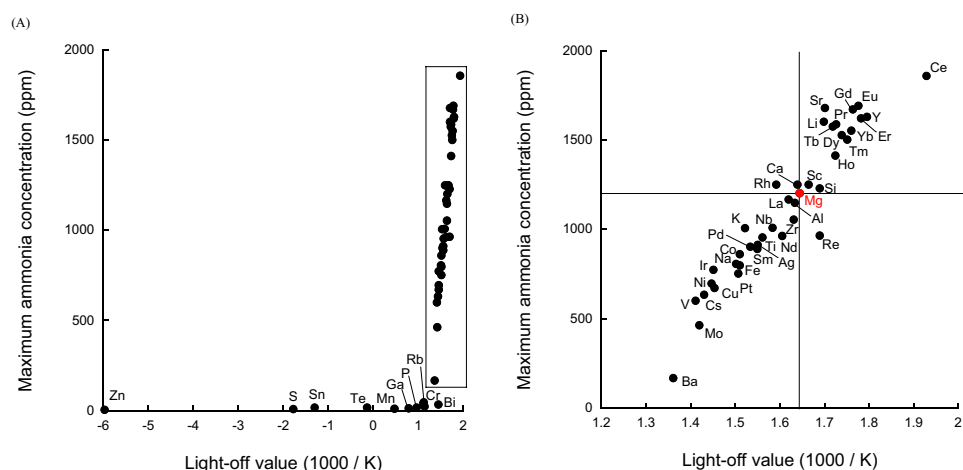 (A)
Maximum ammonia concentration (ppm)
2000
1500
1000
500
0
Zn
S
Sn
Te
Mn
Ga
P
Rb
Cr
Bi
-6 -5 -4 -3 -2 -1 0 1 2
Light-off value (1000 / K)
(B)
Maximum ammonia concentration (ppm)
2000
1500
1000
500
0
Ce
Gd Eu
Sr
Pr Y
Li
Tb Dy Yb Er
Tm
Ho
Ca
Sc
Rh Si
Mg
La
Al
K Nb
Zr
Pd Re
Co Ti Nd
Na Sm Ag
Ir Fe
Ni
Cu Pt
V Cs
Mo
Ba
1.2 1.3 1.4 1.5 1.6 1.7 1.8 1.9 2
Light-off value (1000 / K)